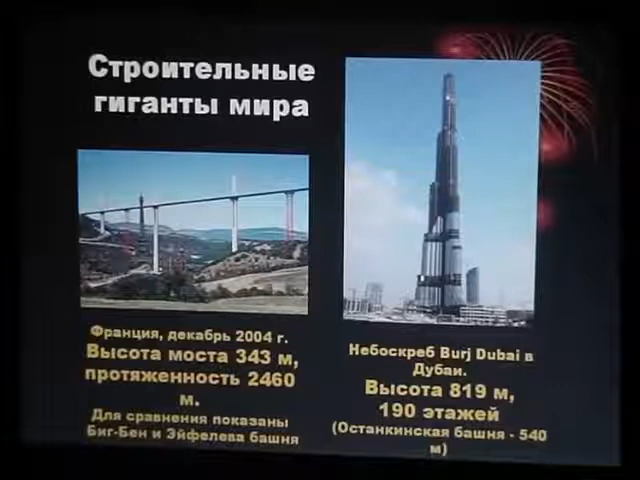 Строительные
гиганты мира
Франция, декабрь 2004 г.
Высота моста 343 м,
протяженность 2460
м.
Для сравнения показаны
Биг-Бен и Эйфелева башня
Небоскреб Burj Dubai в
Дубаи.
Высота 819 м,
190 этажей
(Останкинская башня - 540
м)